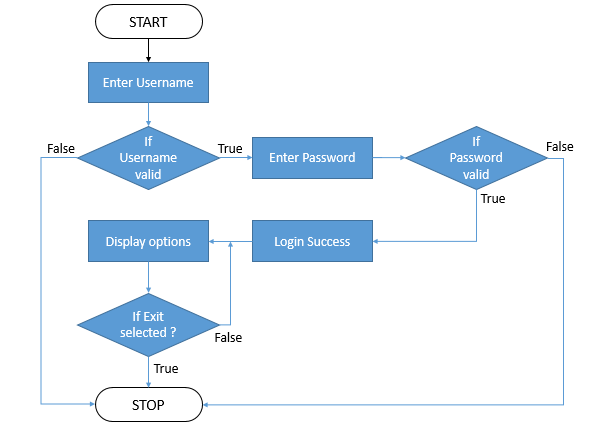 START
Enter Username
If
Username
valid
False
True
Enter Password
If
Password
valid
False
True
Login Success
Display options
If Exit
selected ?
False
True
STOP